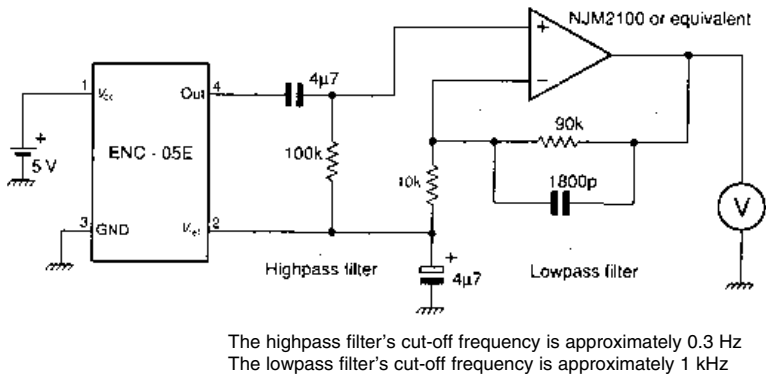 NJM2100 or equivalent
4µ7
+
1
Vcc
Out
4
−
90k
+
5 V
ENC - 05E
100k
10k
1800p
V
3
GND
Vref
2
+
Highpass filter
4µ7
Lowpass filter
The highpass filter's cut-off frequency is approximately 0.3 Hz
The lowpass filter's cut-off frequency is approximately 1 kHz